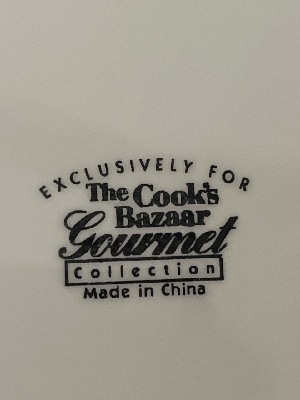 EXCLUSIVELY FOR
The Cook's
Bazaar
Gourmet
Collection
Made in China